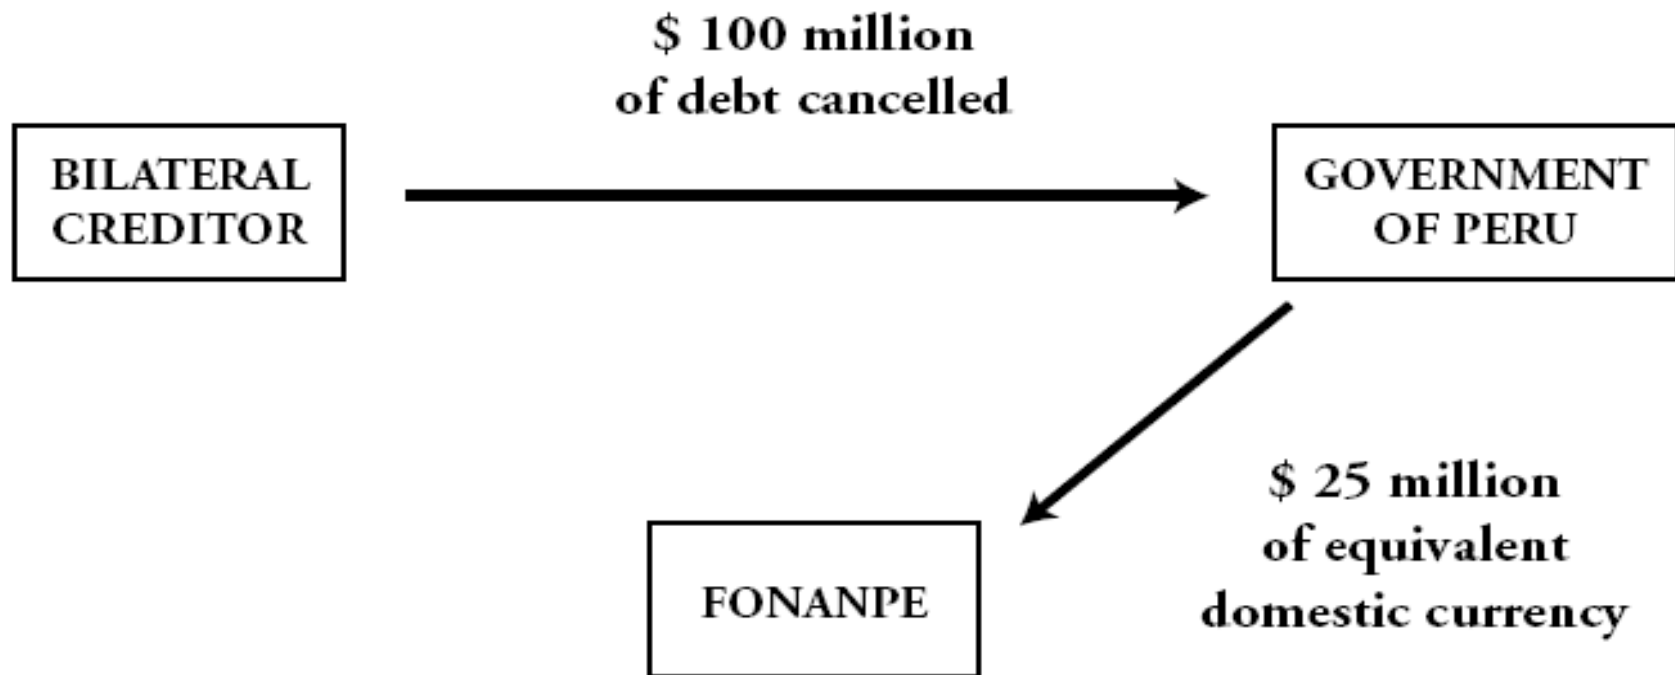 $ 100 million
of debt cancelled
BILATERAL
CREDITOR
GOVERNMENT
OF PERU
$ 25 million
of equivalent
domestic currency
FONANPE